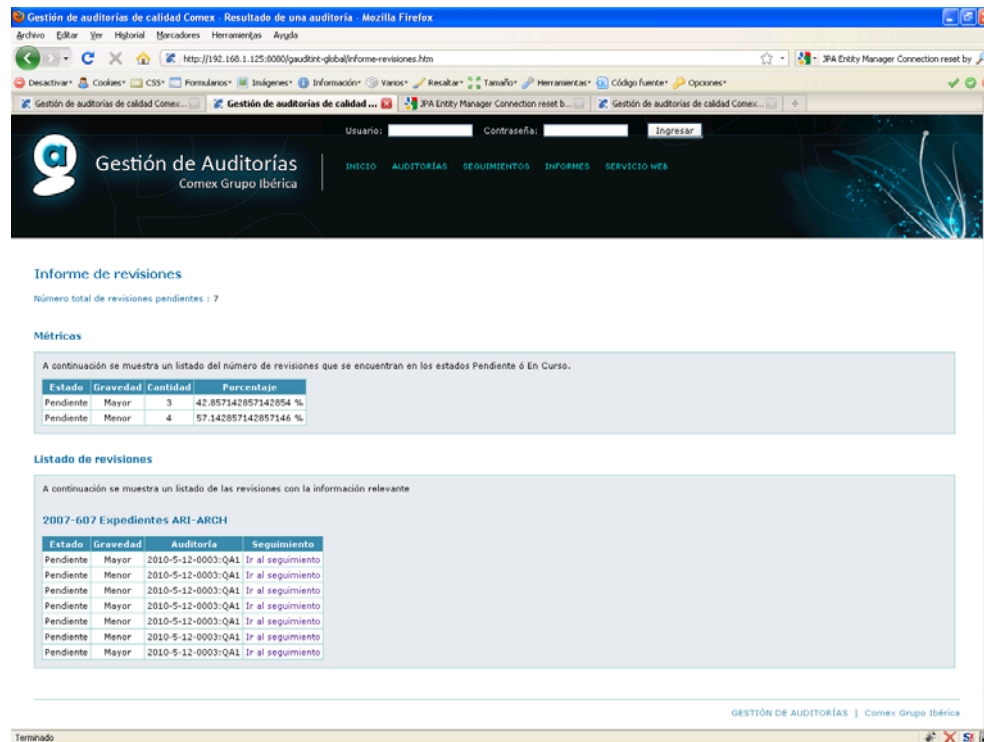 Gestión de auditorías de calidad Comex - Resultado de una auditoría - Mozilla Firefox
Archivo Editar Ver Historial Marcadores Herramientas Ayuda
http://192.168.1.125:8080/gauditint-global/informe-revisiones.htm
JPA Entity Manager Connection reset by
Desactivar Cookies CSS Formularios Imágenes Información Varios Resaltar Tamaño Herramientas Código fuente Opciones
Gestión de auditorías de calidad Comex... Gestión de auditorías de calidad ... JPA Entity Manager Connection reset b... Gestión de auditorías de calidad Comex...
Usuario: Contraseña: Ingresar
Gestión de Auditorías
Comex Grupo Ibérica
INICIO AUDITORÍAS SEGUIMIENTOS INFORMES SERVICIO WEB
Informe de revisiones
Número total de revisiones pendientes : 7
Métricas
A continuación se muestra un listado del número de revisiones que se encuentran en los estados Pendiente ó En Curso.
Estado Gravedad Cantidad Porcentaje
Pendiente Mayor 3 42.857142857142854 %
Pendiente Menor 4 57.142857142857146 %
Listado de revisiones
A continuación se muestra un listado de las revisiones con la información relevante
2007-607 Expedientes ARI-ARCH
Estado Gravedad Auditoría Seguimiento
Pendiente Mayor 2010-5-12-0003:QA1 Ir al seguimiento
Pendiente Menor 2010-5-12-0003:QA1 Ir al seguimiento
Pendiente Menor 2010-5-12-0003:QA1 Ir al seguimiento
Pendiente Mayor 2010-5-12-0003:QA1 Ir al seguimiento
Pendiente Menor 2010-5-12-0003:QA1 Ir al seguimiento
Pendiente Menor 2010-5-12-0003:QA1 Ir al seguimiento
Pendiente Mayor 2010-5-12-0003:QA1 Ir al seguimiento
GESTIÓN DE AUDITORÍAS | Comex Grupo Ibérica
Terminado